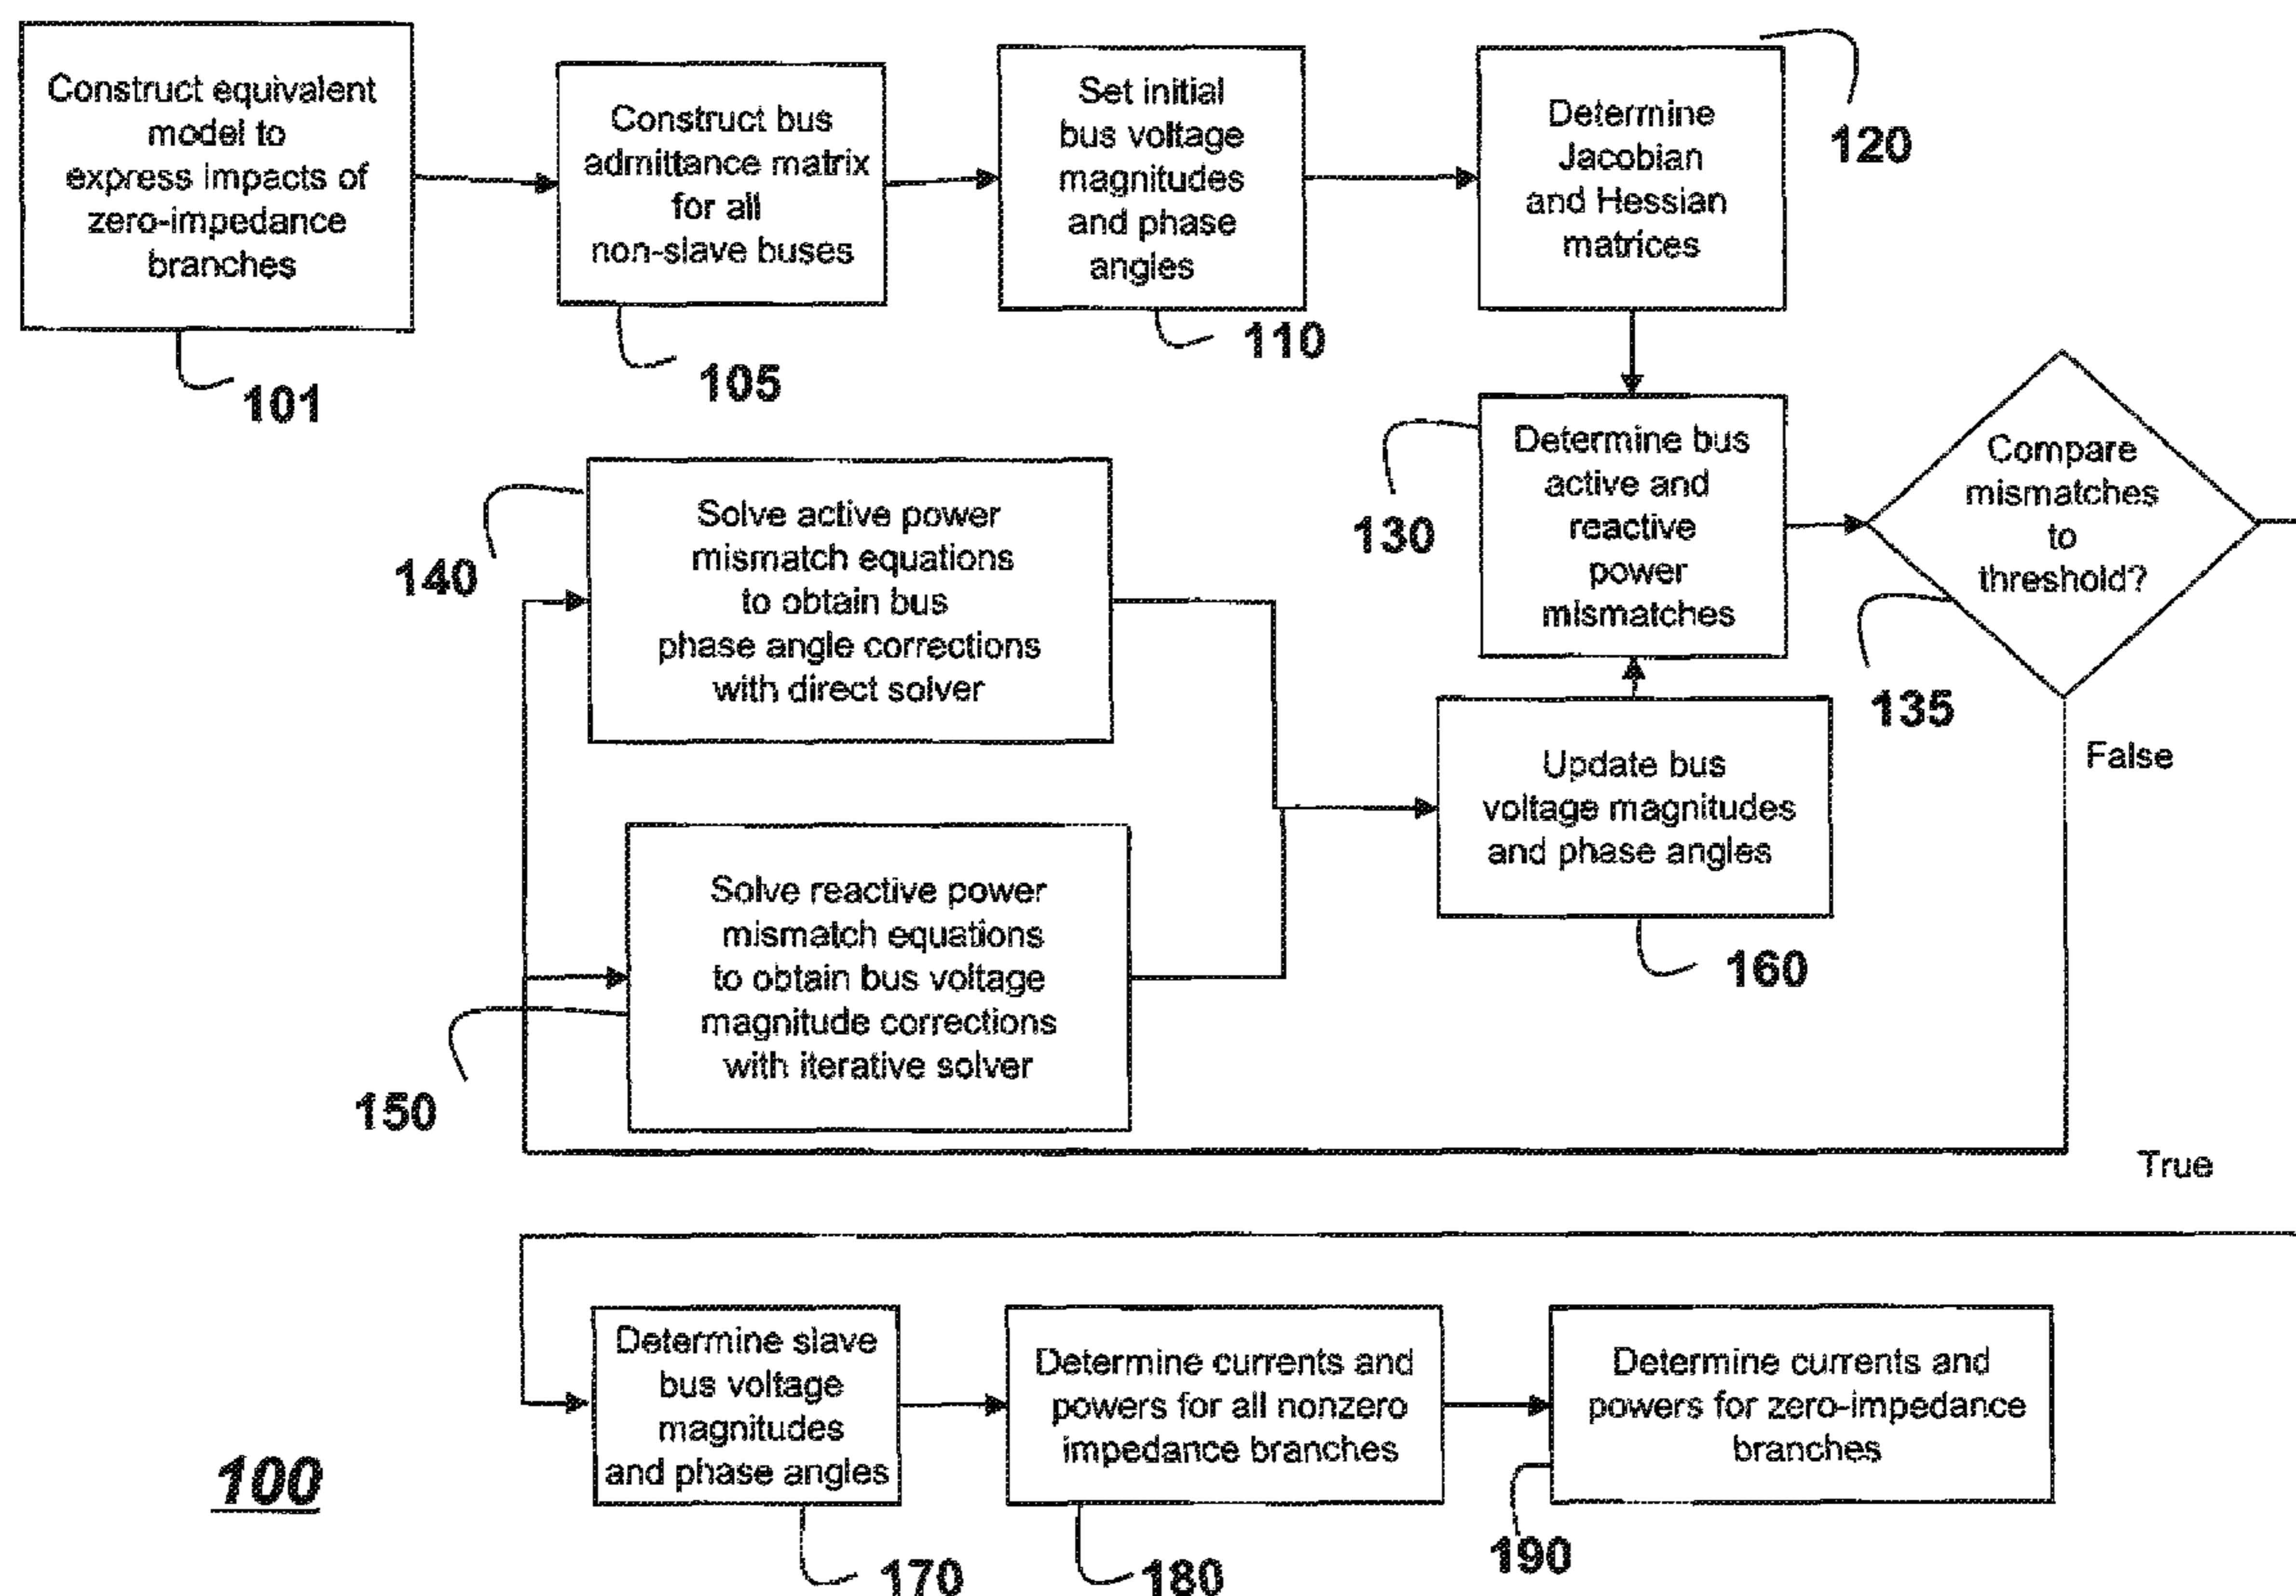 Construct equivalent
model to
express impacts of
zero-impedance
branches
101
Construct bus
admittance matrix
for all
non-slave buses
105
Set initial
bus voltage
magnitudes
and phase
angles
110
Determine
Jacobian
and Hessian
matrices
120
Determine bus
active and
reactive
power
mismatches
130
Compare
mismatches
to
threshold?
135
False
True
Solve active power
mismatch equations
to obtain bus
phase angle corrections
with direct solver
140
Solve reactive power
mismatch equations
to obtain bus voltage
magnitude corrections
with iterative solver
150
Update bus
voltage magnitudes
and phase angles
160
Determine slave
bus voltage
magnitudes
and phase angles
170
Determine currents and
powers for all nonzero
impedance branches
180
Determine currents and
powers for zero-impedance
branches
190
100